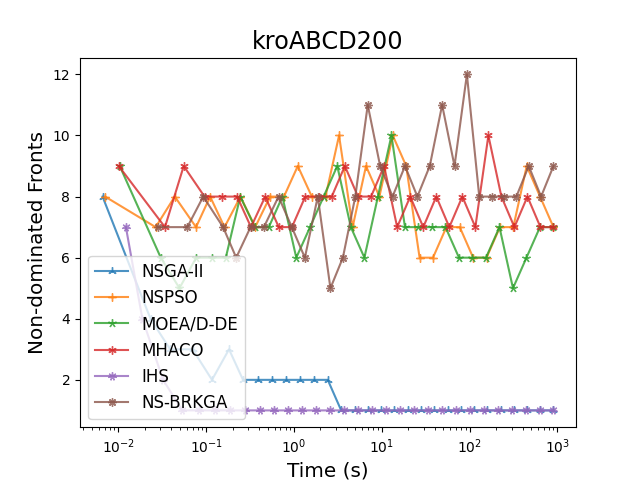 kroABCD200
Non-dominated Fronts
12
10
8
6
4
2
NSGA-II
NSPSO
MOEA/D-DE
MHACO
IHS
NS-BRKGA
10⁻² 10⁻¹ 10⁰ 10¹ 10² 10³
Time (s)